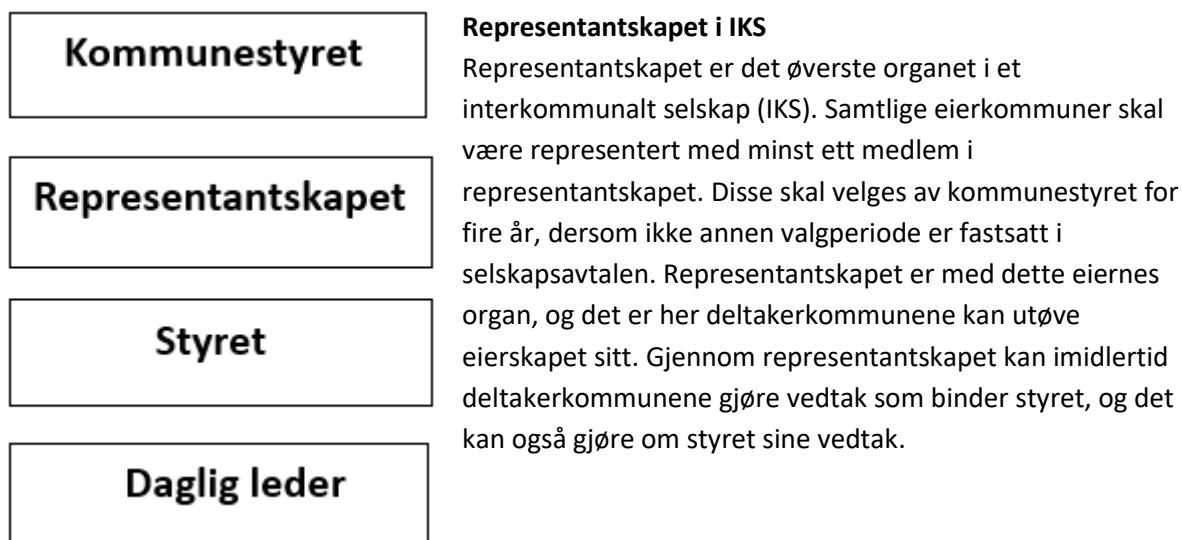 Kommunestyret
Representantskapet
Styret
Daglig leder
Representantskapet i IKS
Representantskapet er det øverste organet i et
interkommunalt selskap (IKS). Samtlige eierkommuner skal
være representert med minst ett medlem i
representantskapet. Disse skal velges av kommunestyret for
fire år, dersom ikke annen valgperiode er fastsatt i
selskapsavtalen. Representantskapet er med dette eiernes
organ, og det er her deltakerkommunene kan utøve
eierskapet sitt. Gjennom representantskapet kan imidlertid
deltakerkommunene gjøre vedtak som binder styret, og det
kan også gjøre om styret sine vedtak.